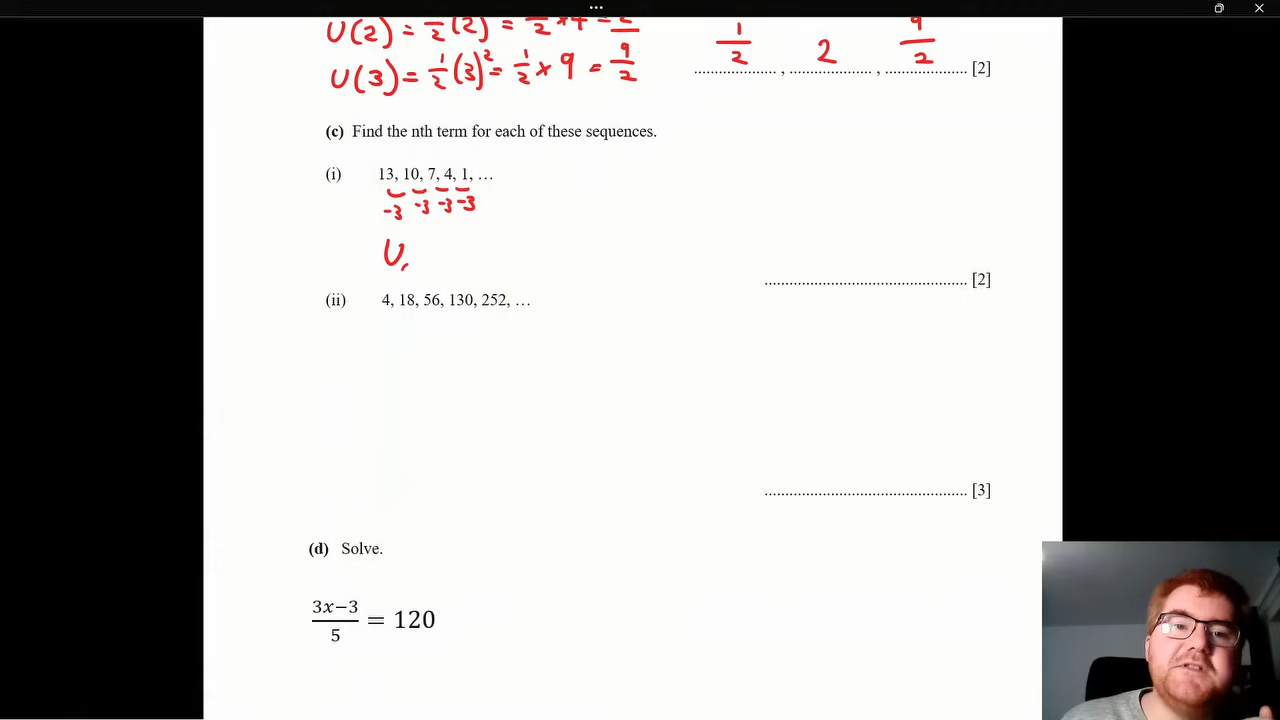 U(2) = 1/2 (2) = 1/2 × 4 = 2
U(3) = 1/2 (3)² = 1/2 × 9 = 9/2
1/2 2 9/2
.................... , .................... , .................... [2]
(c) Find the nth term for each of these sequences.
(i) 13, 10, 7, 4, 1, …
-3 -3 -3 -3
U
.................................................. [2]
(ii) 4, 18, 56, 130, 252, …
.................................................. [3]
(d) Solve.
3x−3
5 = 120